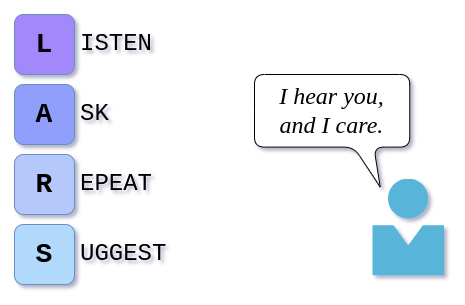 LISTEN
ASK
REPEAT
SUGGEST
I hear you,
and I care.